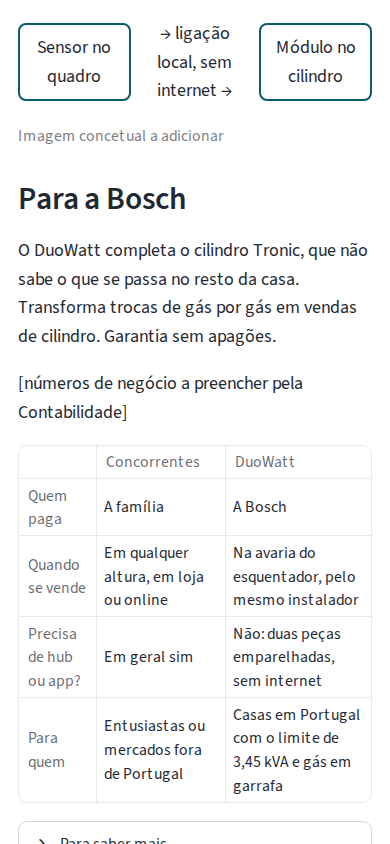 Sensor no
quadro
→ ligação
local, sem
internet →
Módulo no
cilindro
Imagem concetual a adicionar
Para a Bosch
O DuoWatt completa o cilindro Tronic, que não
sabe o que se passa no resto da casa.
Transforma trocas de gás por gás em vendas
de cilindro. Garantia sem apagões.
[números de negócio a preencher pela
Contabilidade]
Concorrentes
DuoWatt
Quem
paga
A família
A Bosch
Quando
se vende
Em qualquer
altura, em loja
ou online
Na avaria do
esquentador, pelo
mesmo instalador
Precisa
de hub
ou app?
Em geral sim
Não: duas peças
emparelhadas,
sem internet
Para
quem
Entusiastas ou
mercados fora
de Portugal
Casas em Portugal
com o limite de
3,45 kVA e gás em
garrafa
Para saber mais